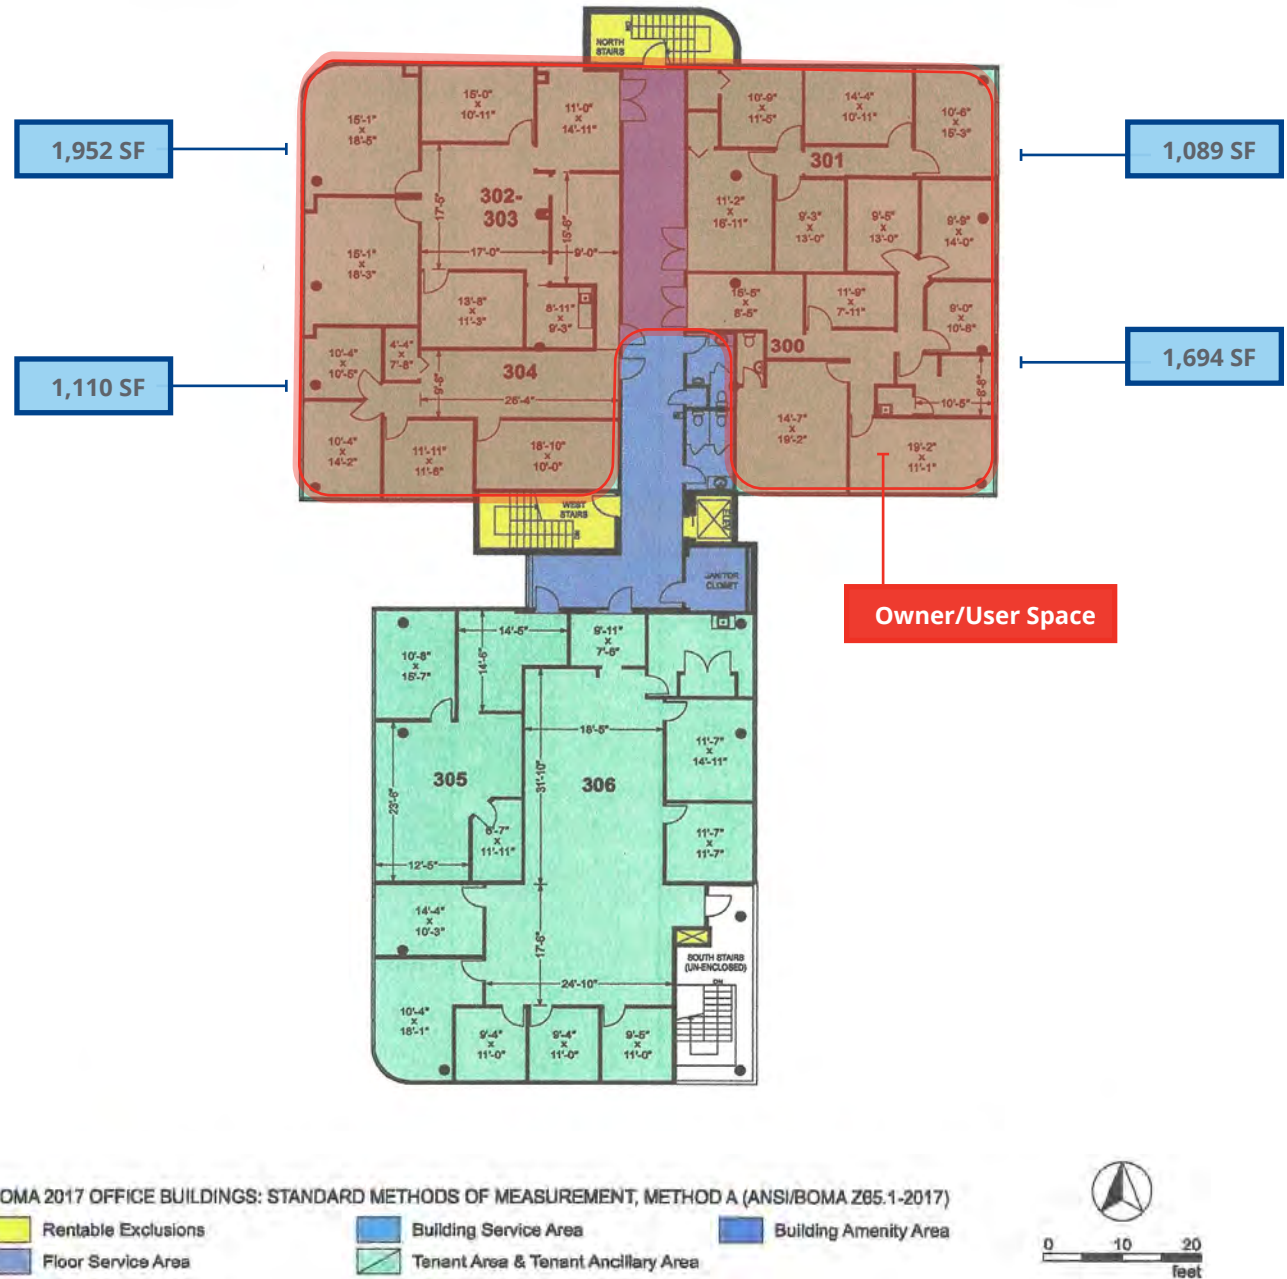 NORTH
STAIRS
15'-1"
x
18'-5"
15'-0"
x
10'-11"
11'-0"
x
14'-11"
10'-9"
x
11'-5"
14'-4"
x
10'-11"
10'-6"
x
15'-3"
1,952 SF
1,089 SF
301
302-
303
17'-5"
15'-6"
17'-0"
9'-0"
11'-2"
x
16'-11"
9'-3"
x
13'-0"
9'-5"
x
13'-0"
9'-9"
x
14'-0"
15'-1"
x
18'-3"
13'-8"
x
11'-3"
8'-11"
x
9'-3"
15'-5"
x
8'-5"
11'-9"
x
7'-11"
9'-0"
x
10'-8"
300
10'-4"
x
10'-5"
4'-4"
x
7'-8"
304
9'-6"
26'-4"
1,110 SF
1,694 SF
8'-8"
10'-5"
10'-4"
x
14'-2"
11'-11"
x
11'-6"
18'-10"
x
10'-0"
14'-7"
x
19'-2"
19'-2"
x
11'-1"
WEST
STAIRS
ELEV
JANITOR
CLOSET
Owner/User Space
10'-8"
x
15'-7"
14'-5"
14'-6"
9'-11"
x
7'-6"
18'-5"
11'-7"
x
14'-11"
305
306
31'-10"
23'-6"
6'-7"
x
11'-11"
12'-5"
11'-7"
x
11'-7"
14'-4"
x
10'-3"
17'-6"
24'-10"
SOUTH STAIRS
(UN-ENCLOSED)
DN
10'-4"
x
18'-1"
9'-4"
x
11'-0"
9'-4"
x
11'-0"
9'-5"
x
11'-0"
OMA 2017 OFFICE BUILDINGS: STANDARD METHODS OF MEASUREMENT, METHOD A (ANSI/BOMA Z65.1-2017)
Rentable Exclusions
Building Service Area
Building Amenity Area
Floor Service Area
Tenant Area & Tenant Ancillary Area
0 10 20
feet